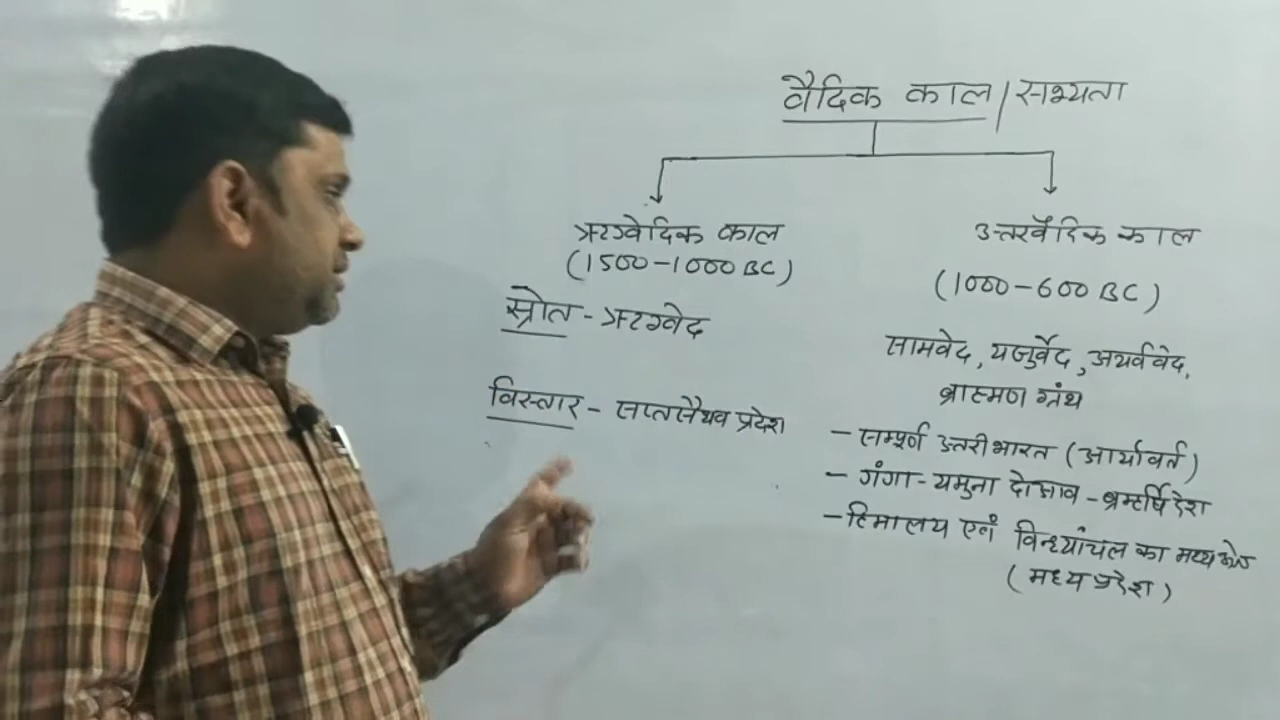 वैदिक काल / सभ्यता
ऋग्वेदिक काल
(1500-1000 BC)
स्रोत - ऋग्वेद
विस्तार - सप्तसैंधव प्रदेश
उत्तरवैदिक काल
(1000-600 BC)
सामवेद, यजुर्वेद, अथर्ववेद,
ब्राह्मण ग्रंथ
- सम्पूर्ण उत्तरी भारत (आर्यावर्त)
- गंगा-यमुना दोआब - ब्रह्मर्षि देश
- हिमालय एवं विन्ध्यांचल का मध्य क्षेत्र
(मध्य प्रदेश)